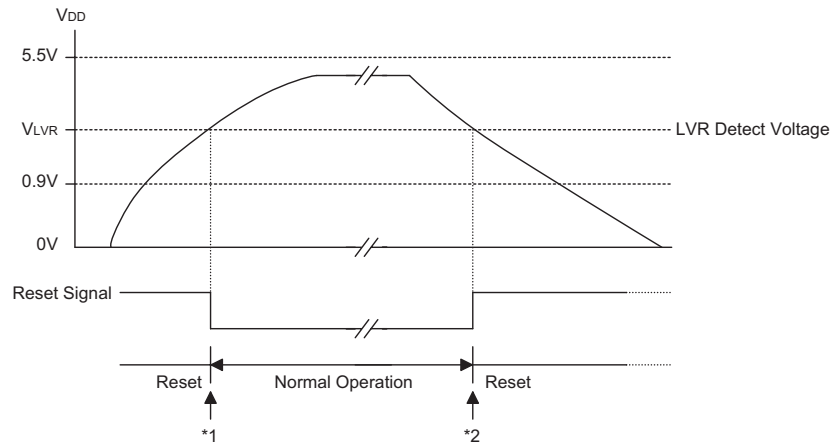 VDD
5.5V
VLVR
LVR Detect Voltage
0.9V
0V
Reset Signal
Reset
Normal Operation
Reset
*1
*2